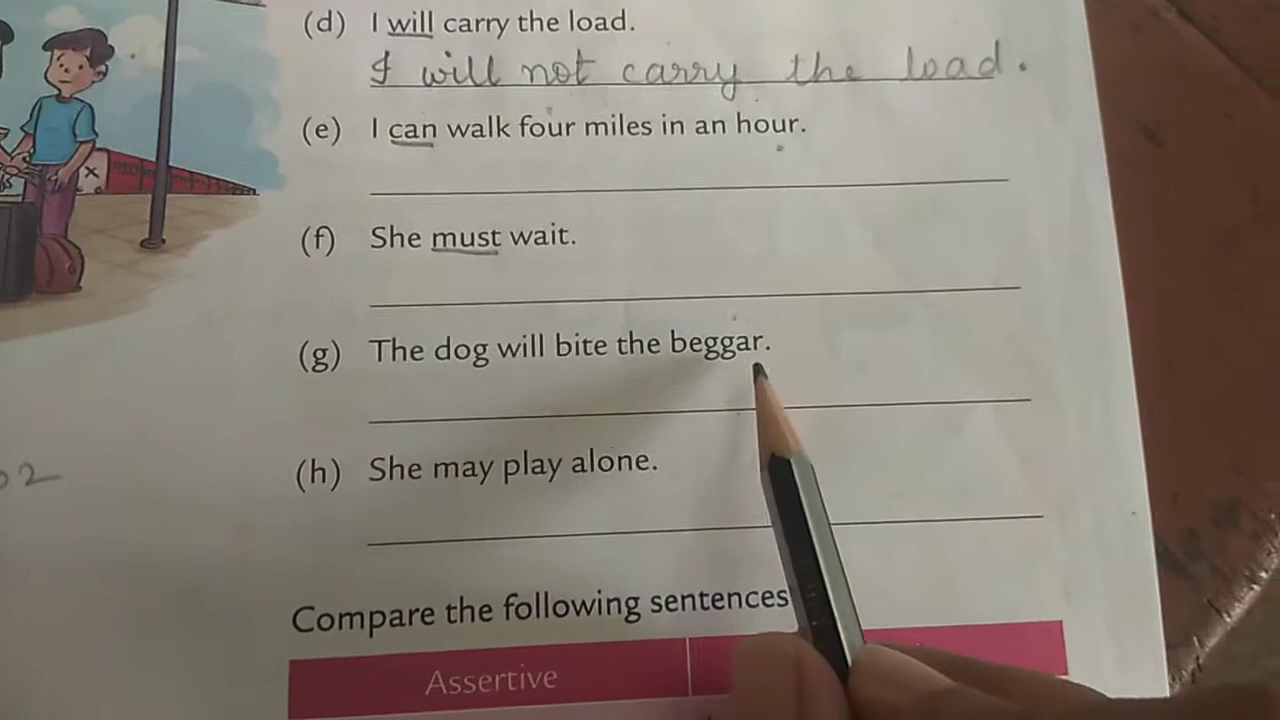 (d) I will carry the load.
I will not carry the load.
(e) I can walk four miles in an hour.
(f) She must wait.
(g) The dog will bite the beggar.
(h) She may play alone.
Compare the following sentences
Assertive